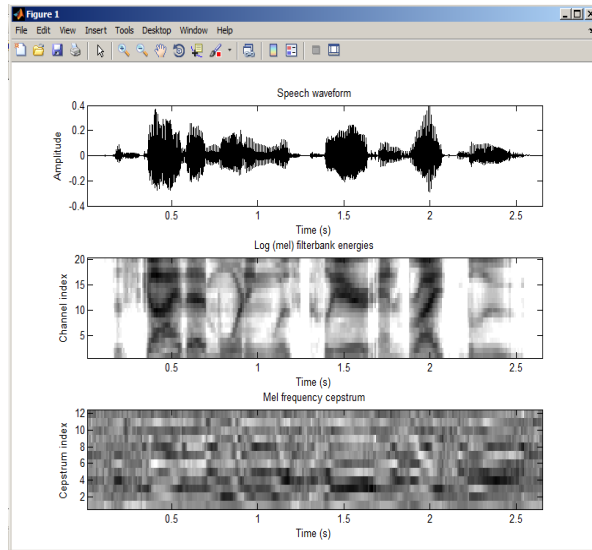 Figure 1
File Edit View Insert Tools Desktop Window Help
Speech waveform
0.4
0.2
0
-0.2
-0.4
Amplitude
0.5 1 1.5 2 2.5
Time (s)
Log (mel) filterbank energies
20
15
10
5
Channel index
0.5 1 1.5 2 2.5
Time (s)
Mel frequency cepstrum
12
10
8
6
4
2
Cepstrum index
0.5 1 1.5 2 2.5
Time (s)